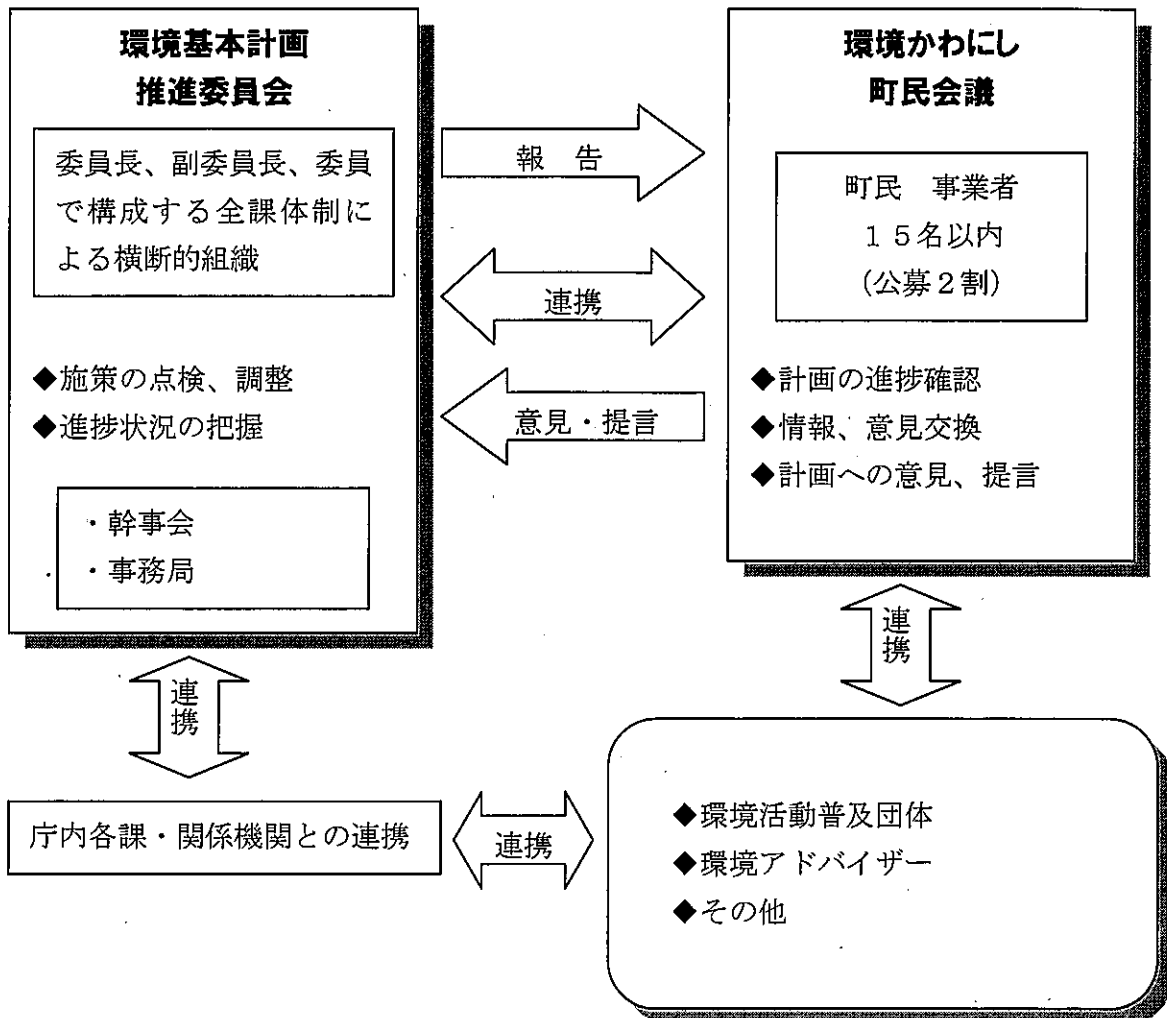 環境基本計画
推進委員会
委員長、副委員長、委員
で構成する全課体制に
よる横断的組織
◆施策の点検、調整
◆進捗状況の把握
・幹事会
・事務局
報　告
連携
意見・提言
環境かわにし
町民会議
町民　事業者
１５名以内
(公募２割)
◆計画の進捗確認
◆情報、意見交換
◆計画への意見、提言
連携
連携
庁内各課・関係機関との連携
連携
◆環境活動普及団体
◆環境アドバイザー
◆その他